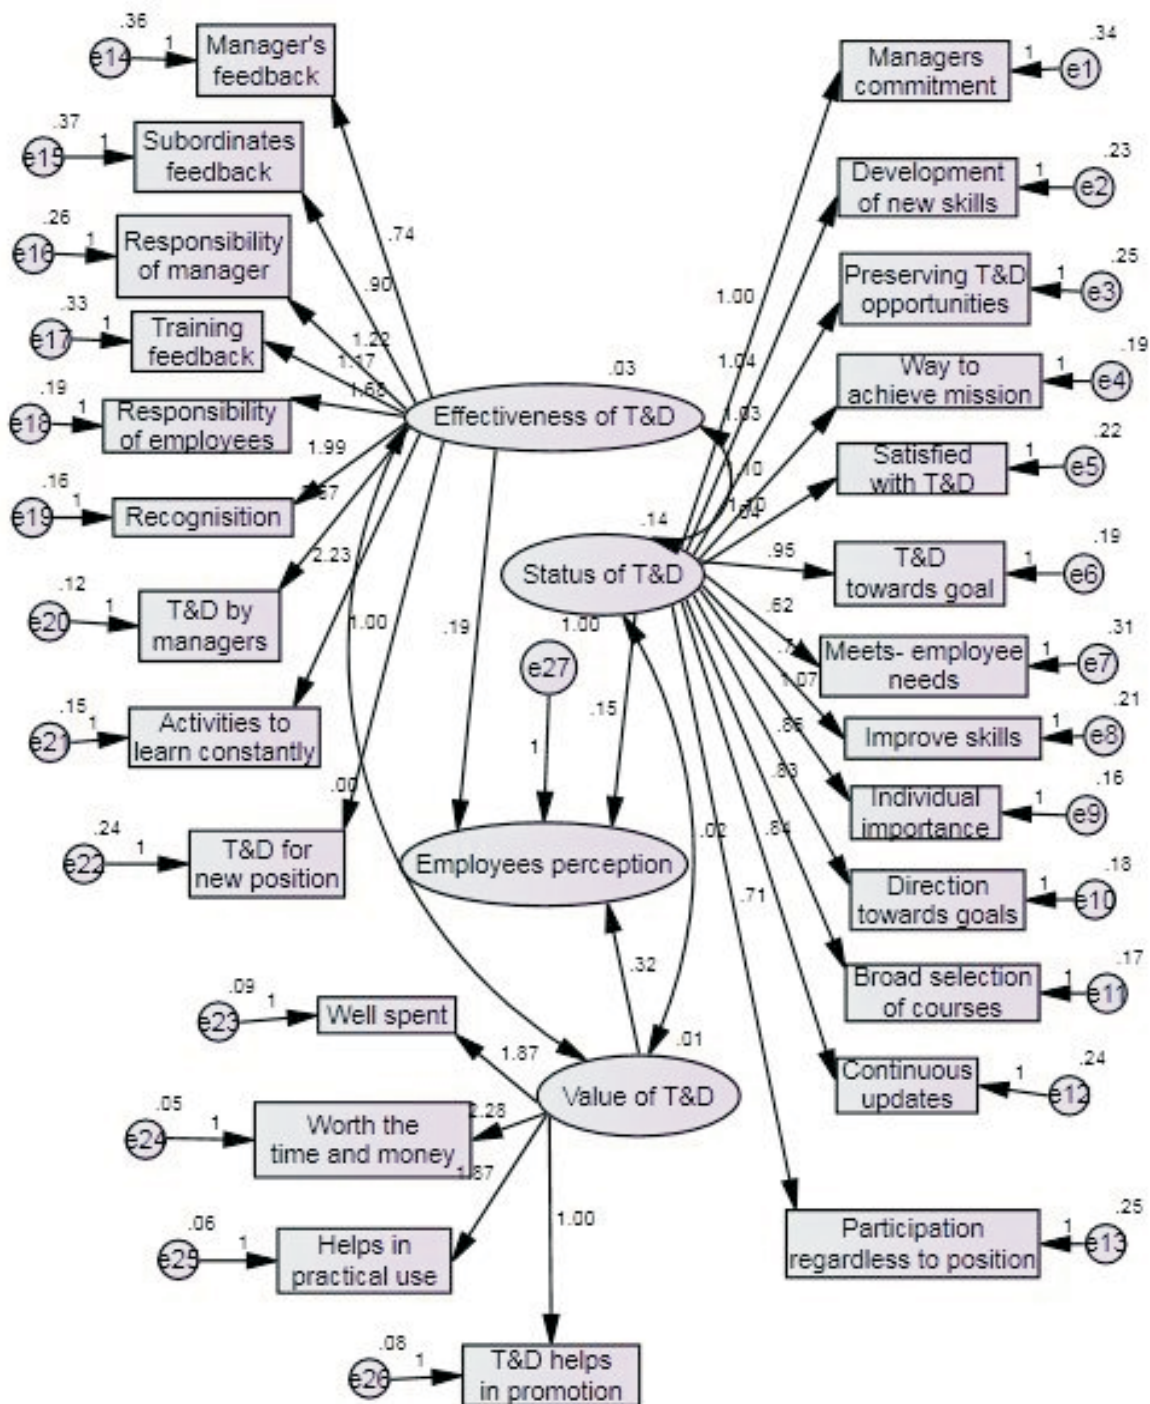 .36
e14
1
Manager's
feedback
.37
e15
1
Subordinates
feedback
.26
e16
1
Responsibility
of manager
.33
e17
1
Training
feedback
.19
e18
1
Responsibility
of employees
.16
e19
1
Recognisition
.12
e20
1
T&D by
managers
.15
e21
1
Activities to
learn constantly
.24
e22
1
T&D for
new position
.74
.90
1.22
1.17
1.68
1.99
2.23
1.00
.03
Effectiveness of T&D
.14
Status of T&D
.19
1.00
e27
1
.15
.00
Employees perception
.32
.02
.01
Value of T&D
.09
e23
1
Well spent
.05
e24
1
Worth the
time and money
.06
e25
1
Helps in
practical use
.08
e26
1
T&D helps
in promotion
1.87
2.28
1.87
1.00
1.00
1.04
1.03
.04
.95
.62
1.07
.83
.84
.71
Managers
commitment
1
.34
e1
Development
of new skills
1
.23
e2
Preserving T&D
opportunities
1
.25
e3
Way to
achieve mission
1
.19
e4
Satisfied
with T&D
1
.22
e5
T&D
towards goal
1
.19
e6
Meets- employee
needs
1
.31
e7
Improve skills
1
.21
e8
Individual
importance
1
.16
e9
Direction
towards goals
1
.18
e10
Broad selection
of courses
1
.17
e11
Continuous
updates
1
.24
e12
Participation
regardless to position
1
.25
e13